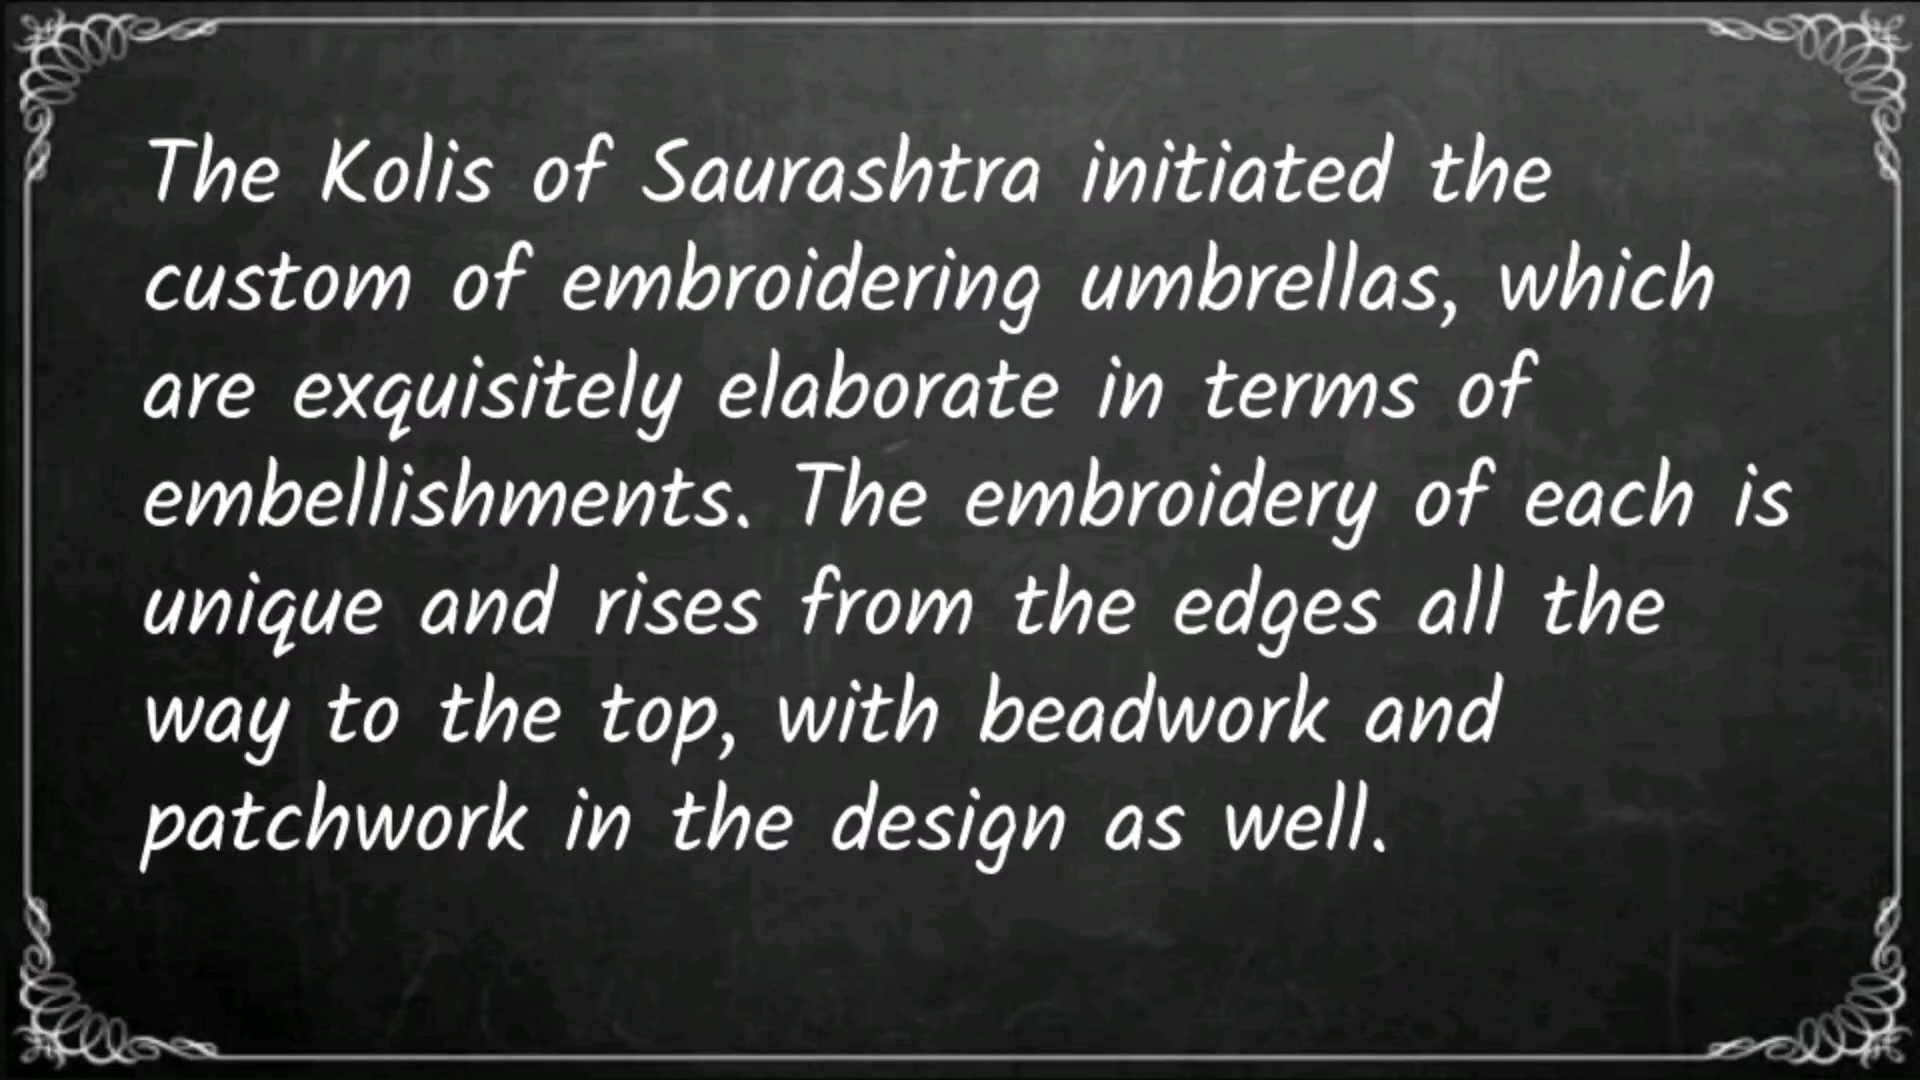 The Kolis of Saurashtra initiated the
custom of embroidering umbrellas, which
are exquisitely elaborate in terms of
embellishments. The embroidery of each is
unique and rises from the edges all the
way to the top, with beadwork and
patchwork in the design as well.